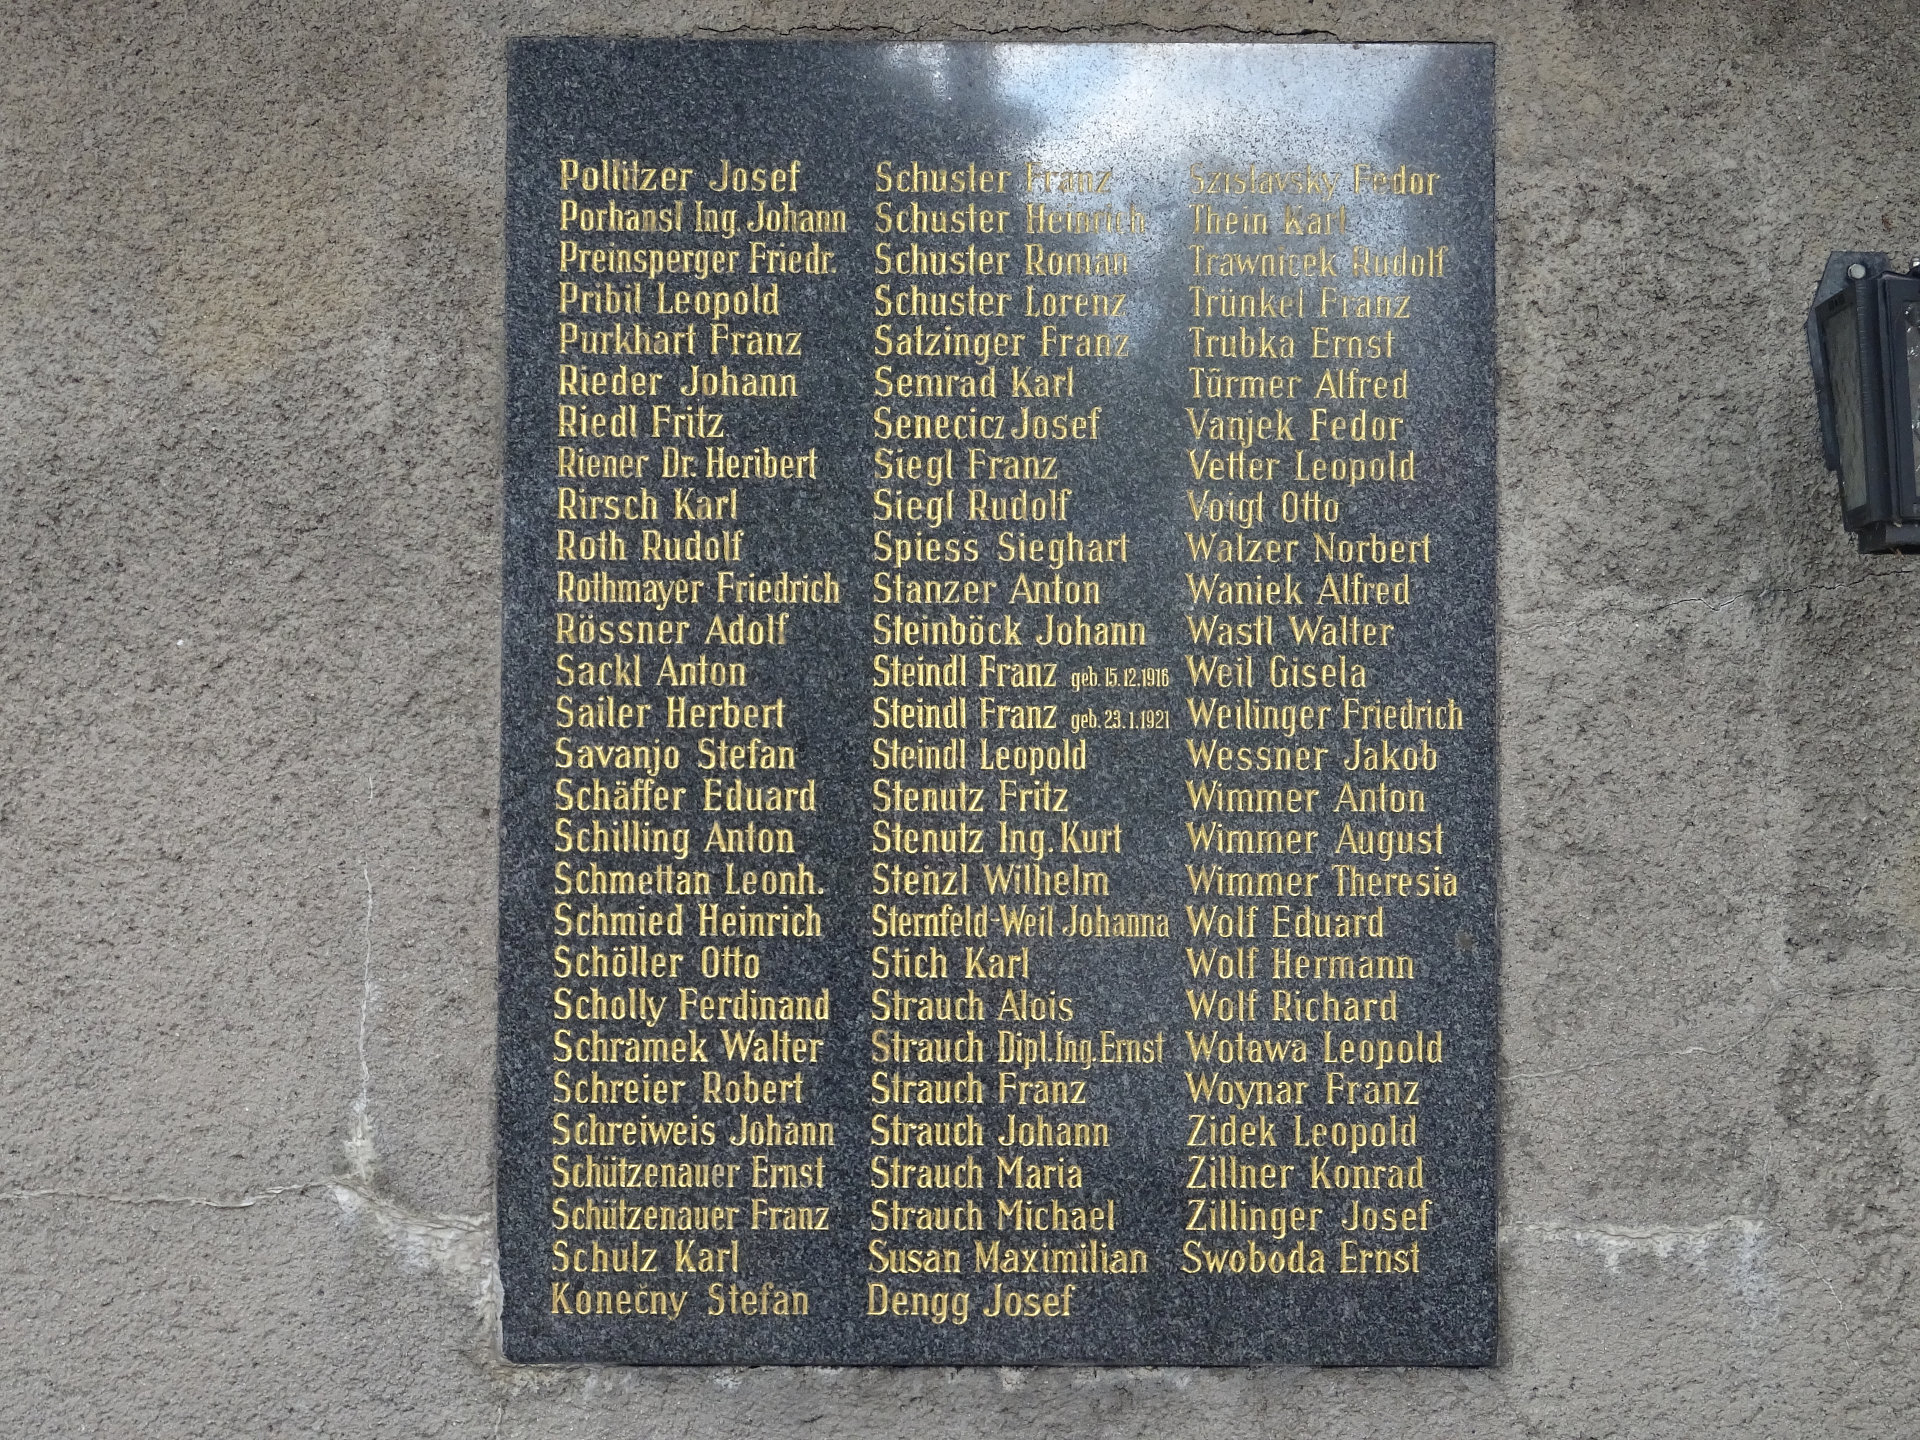 Pollitzer Josef
Porhansl Ing. Johann
Preinsperger Friedr.
Pribil Leopold
Purkhart Franz
Rieder Johann
Riedl Fritz
Riener Dr. Heribert
Rirsch Karl
Roth Rudolf
Rothmayer Friedrich
Rössner Adolf
Sackl Anton
Sailer Herbert
Savanjo Stefan
Schäffer Eduard
Schilling Anton
Schmettan Leonh.
Schmied Heinrich
Schöller Otto
Scholly Ferdinand
Schramek Walter
Schreier Robert
Schreiweis Johann
Schützenauer Ernst
Schützenauer Franz
Schulz Karl
Konečny Stefan
Schuster Franz
Schuster Heinrich
Schuster Roman
Schuster Lorenz
Satzinger Franz
Semrad Karl
Senecicz Josef
Siegl Franz
Siegl Rudolf
Spiess Sieghart
Stanzer Anton
Steinböck Johann
Steindl Franz geb. 15.12.1916
Steindl Franz geb. 23.1.1921
Steindl Leopold
Stenutz Fritz
Stenutz Ing. Kurt
Stenzl Wilhelm
Sternfeld-Weil Johanna
Stich Karl
Strauch Alois
Strauch Dipl.Ing. Ernst
Strauch Franz
Strauch Johann
Strauch Maria
Strauch Michael
Susan Maximilian
Dengg Josef
Szislavsky Fedor
Thein Karl
Trawnicek Rudolf
Trünkel Franz
Trubka Ernst
Türmer Alfred
Vanjek Fedor
Vetter Leopold
Voigt Otto
Walzer Norbert
Waniek Alfred
Wastl Walter
Weil Gisela
Weilinger Friedrich
Wessner Jakob
Wimmer Anton
Wimmer August
Wimmer Theresia
Wolf Eduard
Wolf Hermann
Wolf Richard
Wotawa Leopold
Woynar Franz
Zidek Leopold
Zillner Konrad
Zillinger Josef
Swoboda Ernst